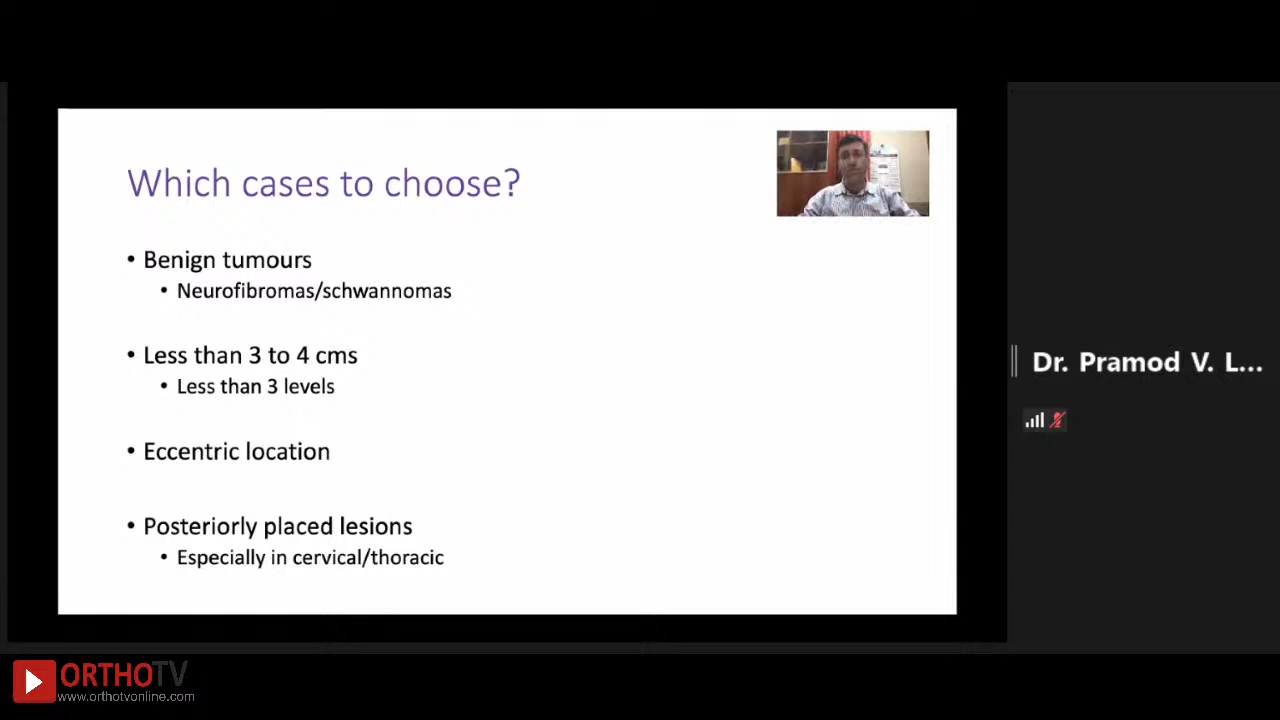 Which cases to choose?
• Benign tumours
• Neurofibromas/schwannomas
• Less than 3 to 4 cms
• Less than 3 levels
• Eccentric location
• Posteriorly placed lesions
• Especially in cervical/thoracic
Dr. Pramod V. L...
ORTHOTV
www.orthotvonline.com